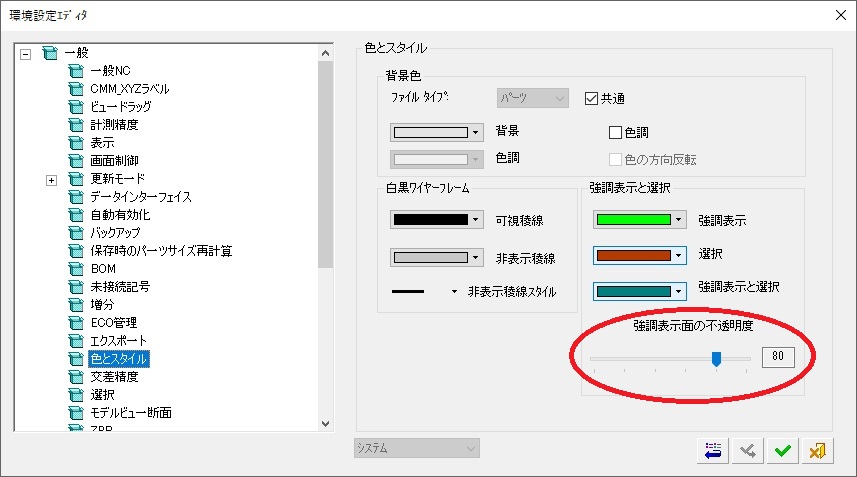 環境設定ｴﾃﾞｨﾀ
一般
一般NC
CMM_XYZラベル
ビュードラッグ
計測精度
表示
画面制御
更新モード
データインターフェイス
自動有効化
バックアップ
保存時のパーツサイズ再計算
BOM
未接続記号
増分
ECO管理
エクスポート
色とスタイル
交差精度
選択
モデルビュー断面
色とスタイル
背景色
ファイル タイプ:
パーツ
共通
背景
色調
色調
色の方向反転
白黒ワイヤーフレーム
可視稜線
非表示稜線
非表示稜線スタイル
強調表示と選択
強調表示
選択
強調表示と選択
強調表示面の不透明度
80
システム